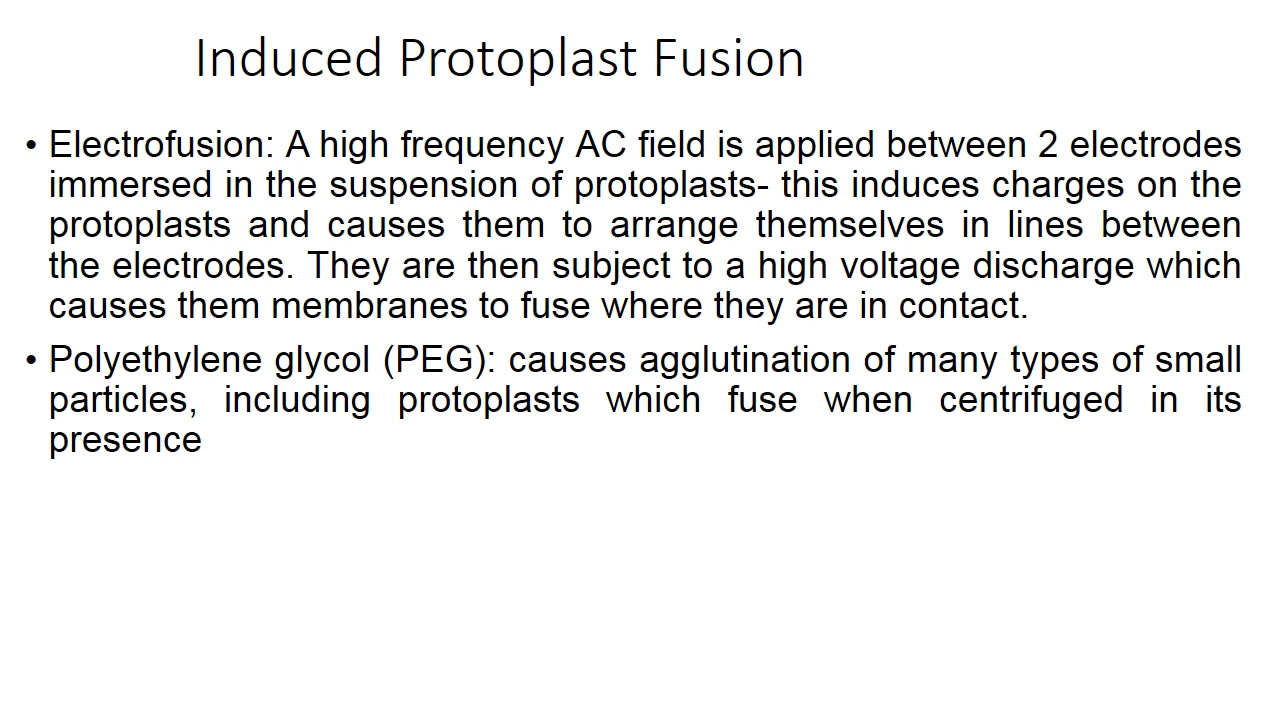 Induced Protoplast Fusion
• Electrofusion: A high frequency AC field is applied between 2 electrodes
immersed in the suspension of protoplasts- this induces charges on the
protoplasts and causes them to arrange themselves in lines between
the electrodes. They are then subject to a high voltage discharge which
causes them membranes to fuse where they are in contact.
• Polyethylene glycol (PEG): causes agglutination of many types of small
particles, including protoplasts which fuse when centrifuged in its
presence